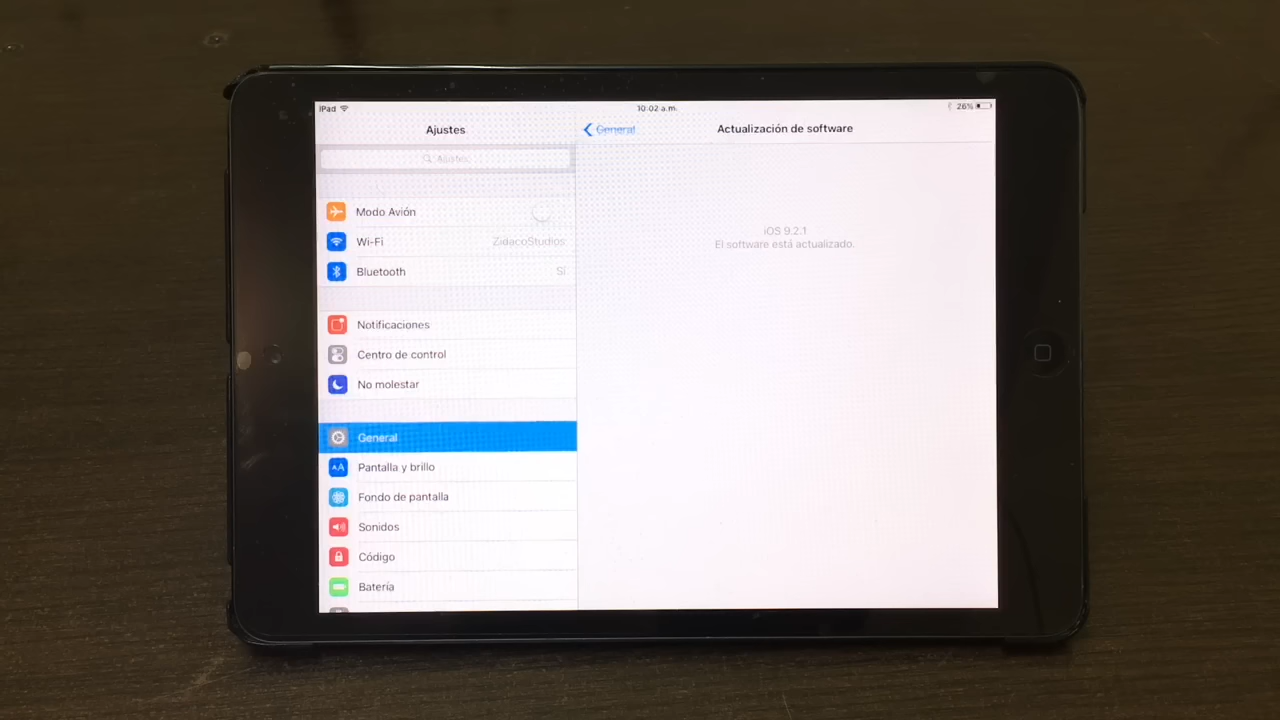 iPad
10:02 a.m.
26%
Ajustes
General
Actualización de software
Ajustes
Modo Avión
Wi-Fi
ZidacoStudios
Bluetooth
Sí
Notificaciones
Centro de control
No molestar
General
AA
Pantalla y brillo
Fondo de pantalla
Sonidos
Código
Batería
iOS 9.2.1
El software está actualizado.